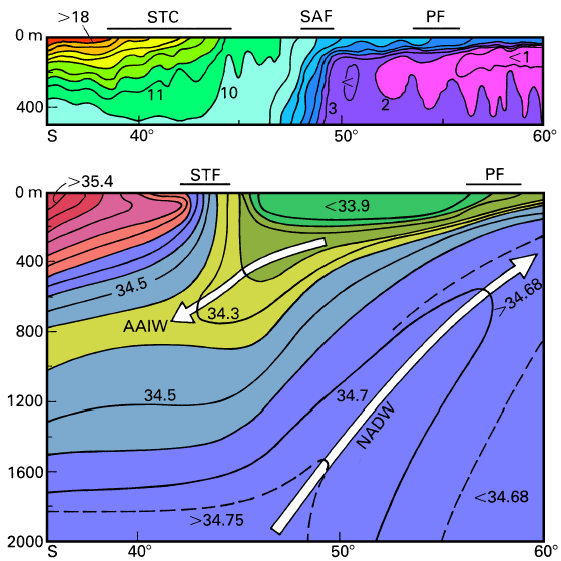 >18 STC SAF PF
0 m
<1
11 10 < 3 2
400
S 40° 50° 60°
>35.4 STF PF
0 m
<33.9
400
34.5
34.3 >34.68
AAIW
800
34.5 34.7
1200
NADW
1600
>34.75 <34.68
2000
S 40° 50° 60°